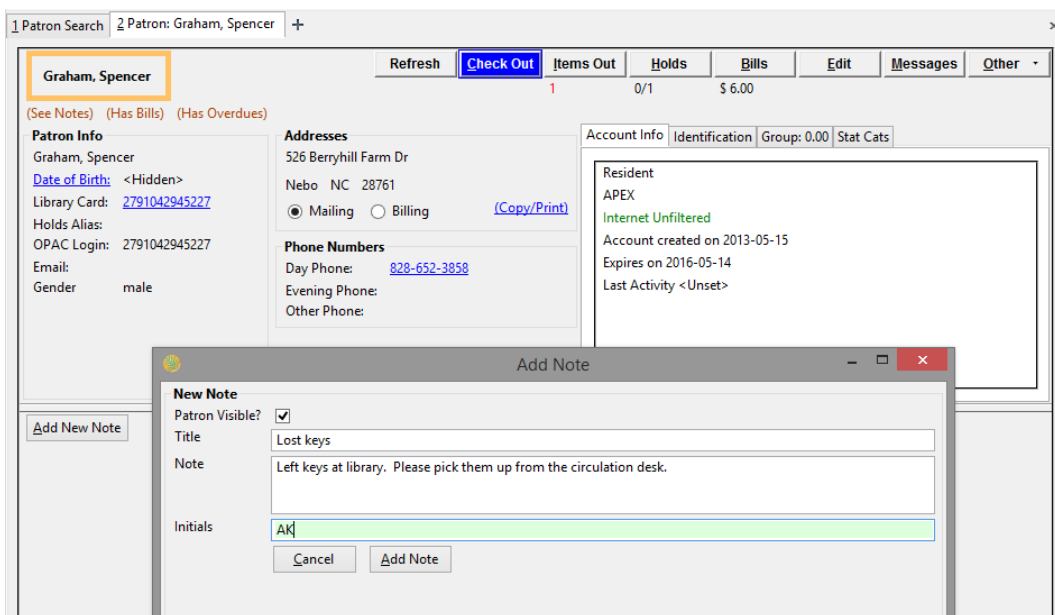 1 Patron Search 2 Patron: Graham, Spencer +
Graham, Spencer
Refresh Check Out Items Out Holds Bills Edit Messages Other
1 0/1 $ 6.00
(See Notes) (Has Bills) (Has Overdues)
Patron Info
Graham, Spencer
Date of Birth: <Hidden>
Library Card: 2791042945227
Holds Alias:
OPAC Login: 2791042945227
Email:
Gender male
Addresses
526 Berryhill Farm Dr
Nebo NC 28761
Mailing Billing (Copy/Print)
Phone Numbers
Day Phone: 828-652-3858
Evening Phone:
Other Phone:
Account Info Identification Group: 0.00 Stat Cats
Resident
APEX
Internet Unfiltered
Account created on 2013-05-15
Expires on 2016-05-14
Last Activity <Unset>
Add New Note
Add Note
New Note
Patron Visible?
Title Lost keys
Note Left keys at library. Please pick them up from the circulation desk.
Initials AK
Cancel Add Note